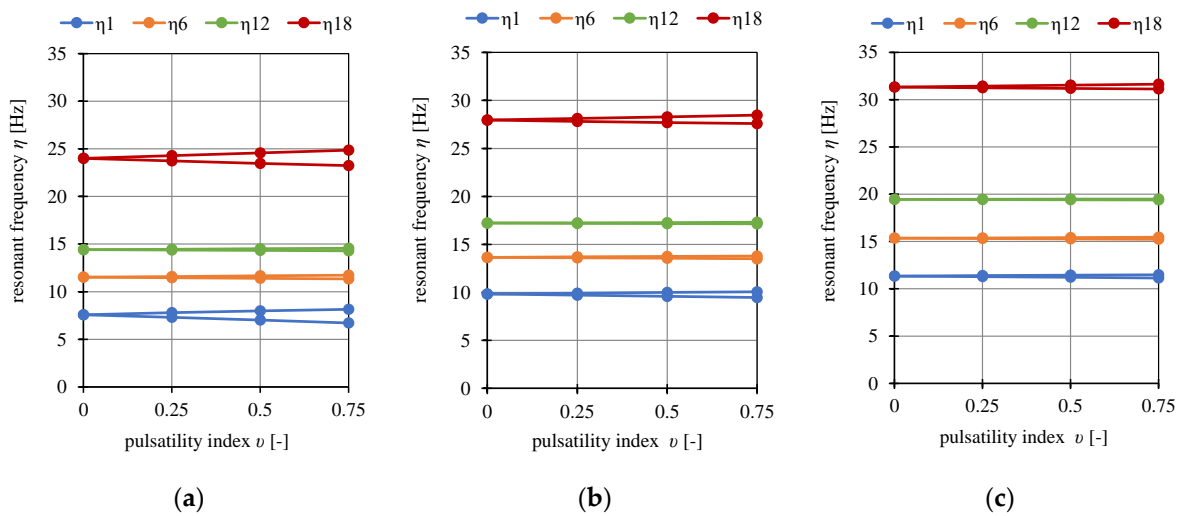 η1 η6 η12 η18
resonant frequency η [Hz]
35
30
25
20
15
10
5
0
0 0.25 0.5 0.75
pulsatility index υ [-]
(a)
η1 η6 η12 η18
resonant frequency η [Hz]
35
30
25
20
15
10
5
0
0 0.25 0.5 0.75
pulsatility index υ [-]
(b)
η1 η6 η12 η18
resonant frequency η [Hz]
35
30
25
20
15
10
5
0
0 0.25 0.5 0.75
pulsatility index υ [-]
(c)